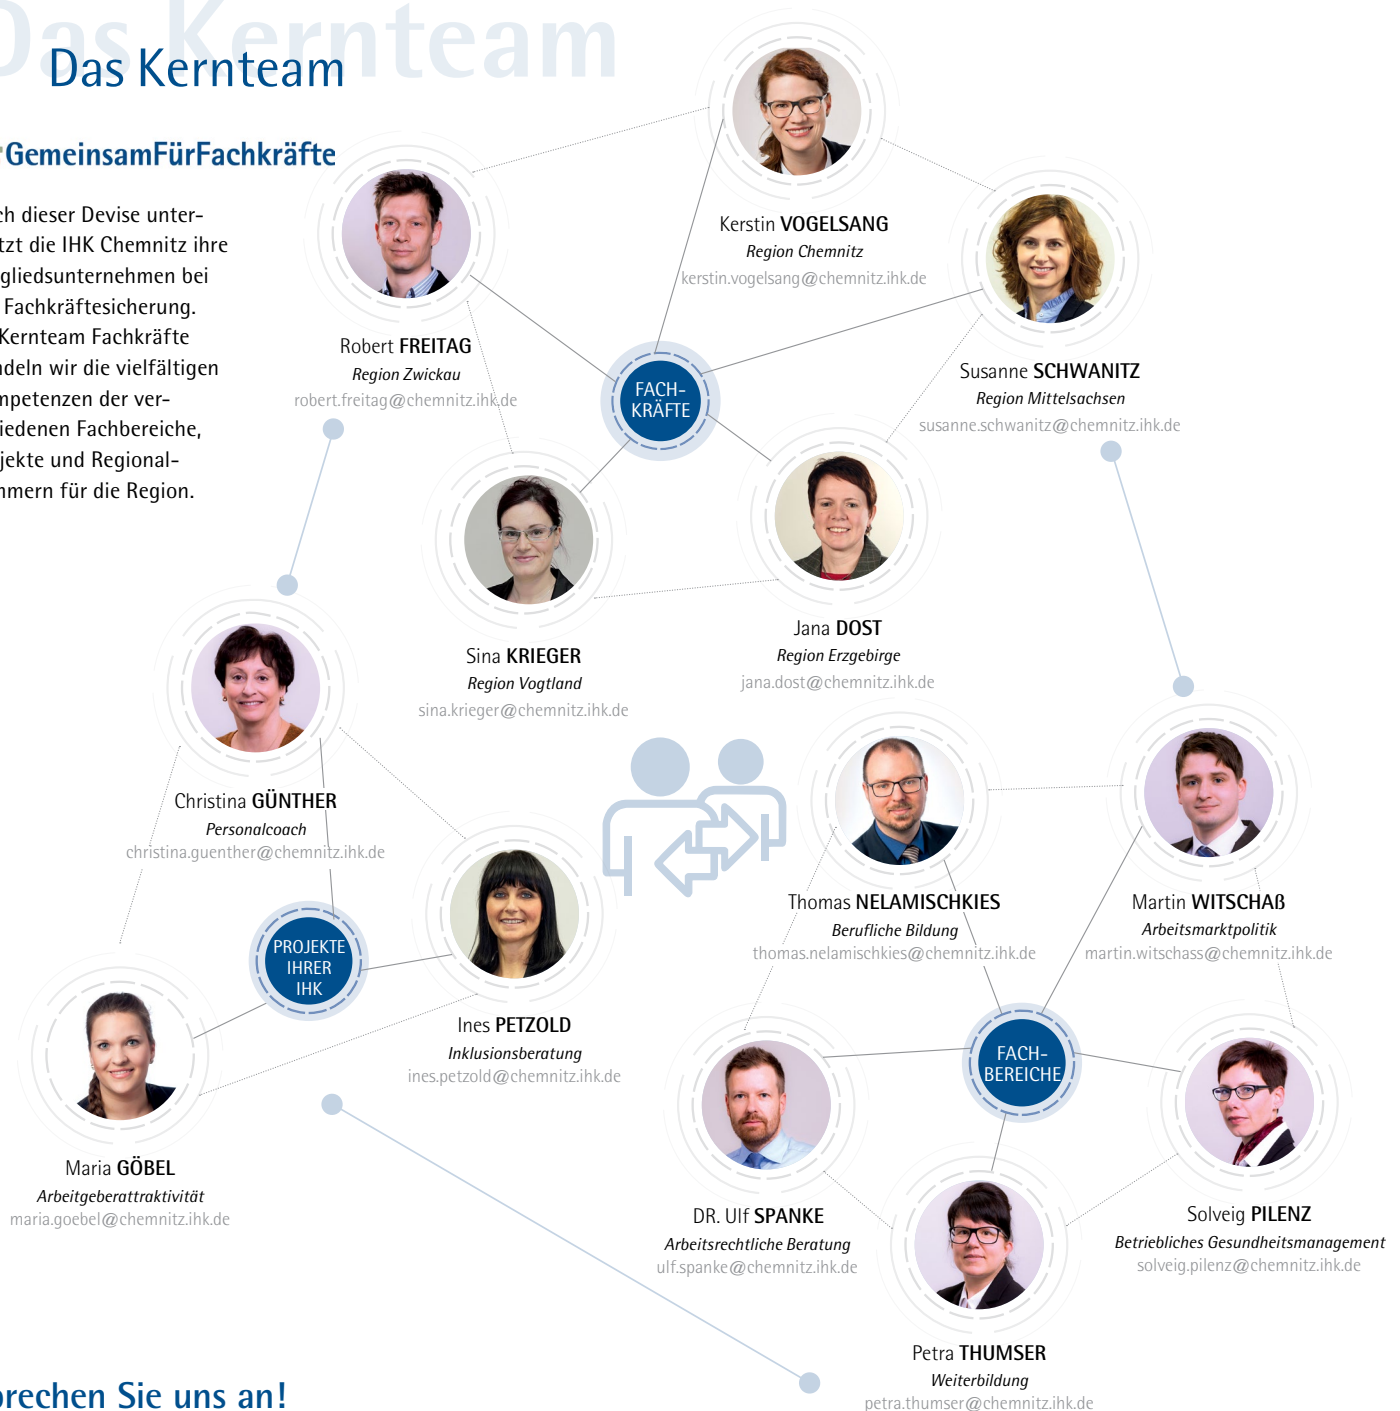 Das Kernteam
Das Kernteam
GemeinsamFürFachkräfte
ch dieser Devise unter-
tzt die IHK Chemnitz ihre
gliedsunternehmen bei
Fachkräftesicherung.
Kernteam Fachkräfte
ndeln wir die vielfältigen
mpetenzen der ver-
iedenen Fachbereiche,
jekte und Regional-
mmern für die Region.
Kerstin VOGELSANG
Region Chemnitz
kerstin.vogelsang@chemnitz.ihk.de
Robert FREITAG
Region Zwickau
robert.freitag@chemnitz.ihk.de
Susanne SCHWANITZ
Region Mittelsachsen
susanne.schwanitz@chemnitz.ihk.de
FACH-
KRÄFTE
Sina KRIEGER
Region Vogtland
sina.krieger@chemnitz.ihk.de
Jana DOST
Region Erzgebirge
jana.dost@chemnitz.ihk.de
Christina GÜNTHER
Personalcoach
christina.guenther@chemnitz.ihk.de
PROJEKTE
IHRER
IHK
Ines PETZOLD
Inklusionsberatung
ines.petzold@chemnitz.ihk.de
Maria GÖBEL
Arbeitgeberattraktivität
maria.goebel@chemnitz.ihk.de
Thomas NELAMISCHKIES
Berufliche Bildung
thomas.nelamischkies@chemnitz.ihk.de
Martin WITSCHAß
Arbeitsmarktpolitik
martin.witschass@chemnitz.ihk.de
FACH-
BEREICHE
DR. Ulf SPANKE
Arbeitsrechtliche Beratung
ulf.spanke@chemnitz.ihk.de
Solveig PILENZ
Betriebliches Gesundheitsmanagement
solveig.pilenz@chemnitz.ihk.de
Petra THUMSER
Weiterbildung
petra.thumser@chemnitz.ihk.de
prechen Sie uns an!